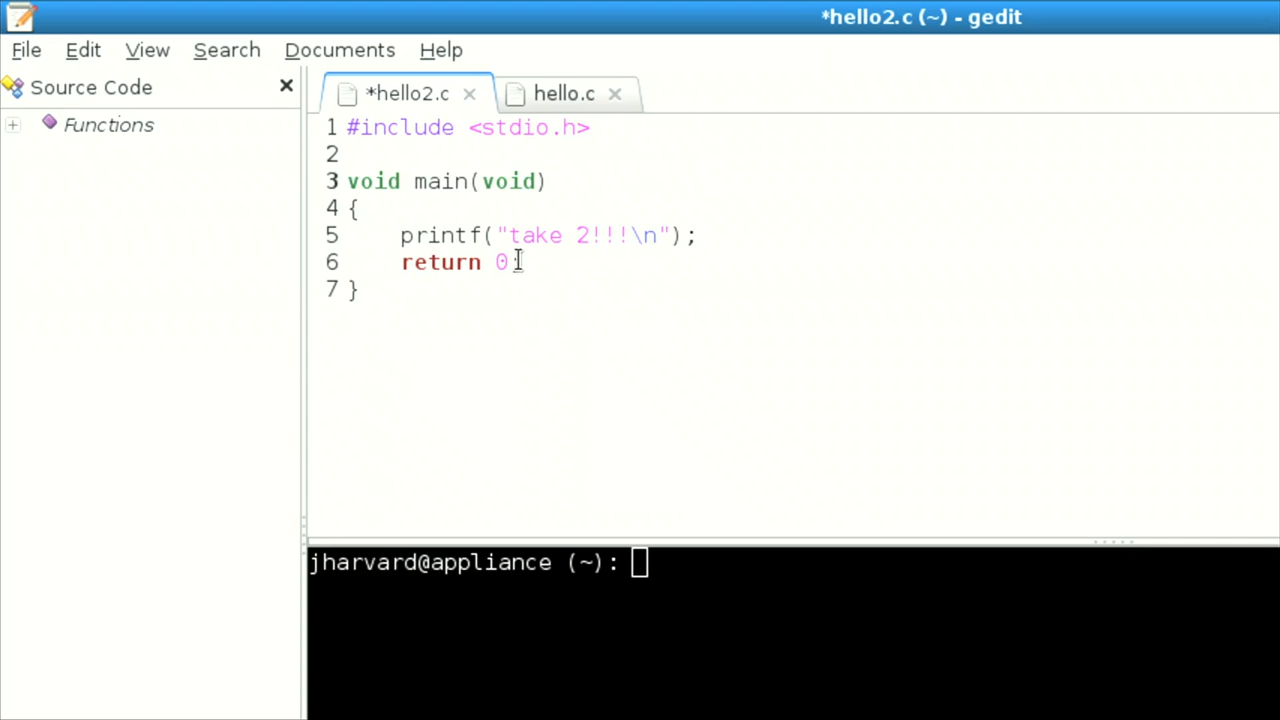 *hello2.c (~) - gedit
File Edit View Search Documents Help
Source Code
*hello2.c hello.c
Functions
1 #include <stdio.h>
2
3 void main(void)
4 {
5 printf("take 2!!!\n");
6 return 0;
7 }
jharvard@appliance (~):